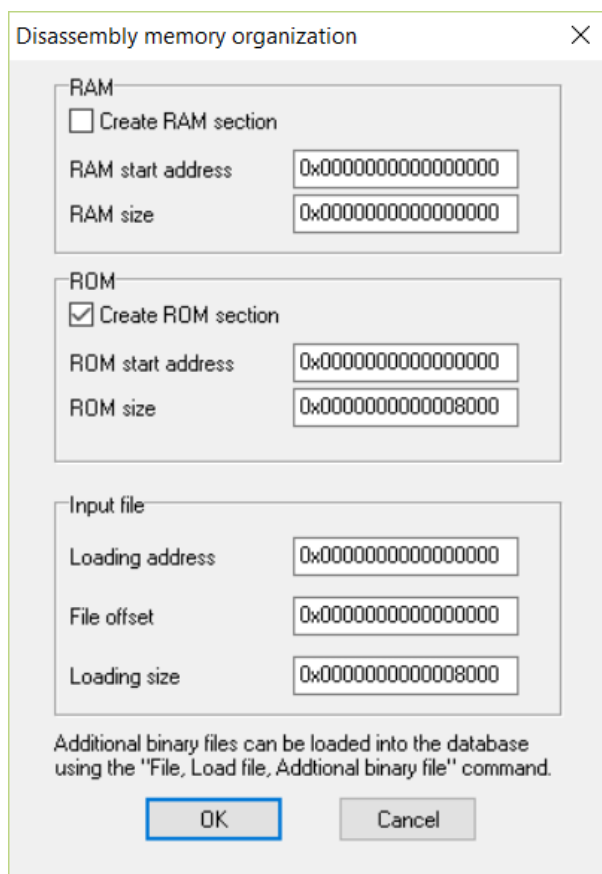 Disassembly memory organization
RAM
Create RAM section
RAM start address 0x0000000000000000
RAM size 0x0000000000000000
ROM
Create ROM section
ROM start address 0x0000000000000000
ROM size 0x0000000000008000
Input file
Loading address 0x0000000000000000
File offset 0x0000000000000000
Loading size 0x0000000000008000
Additional binary files can be loaded into the database
using the "File, Load file, Addtional binary file" command.
OK Cancel